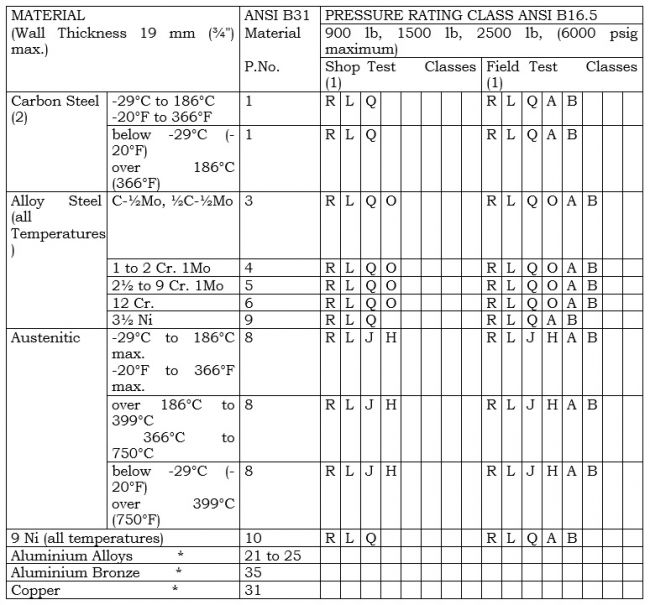 MATERIAL
(Wall Thickness 19 mm (¾") max.)
ANSI B31 Material
P.No.
PRESSURE RATING CLASS ANSI B16.5
900 lb, 1500 lb, 2500 lb, (6000 psig maximum)
Shop Test Classes (1)
Field Test Classes (1)
Carbon Steel (2)
-29°C to 186°C
-20°F to 366°F
1
R L Q
R L Q A B
below -29°C (-
20°F)
over 186°C
(366°F)
1
R L Q
R L Q A B
Alloy Steel
(all
Temperatures
)
C-½Mo, ½C-½Mo
3
R L Q O
R L Q O A B
1 to 2 Cr. 1Mo
4
R L Q O
R L Q O A B
2½ to 9 Cr. 1Mo
5
R L Q O
R L Q O A B
12 Cr.
6
R L Q O
R L Q O A B
3½ Ni
9
R L Q
R L Q A B
Austenitic
-29°C to 186°C
max.
-20°F to 366°F
max.
8
R L J H
R L J H A B
over 186°C to
399°C
366°C to
750°C
8
R L J H
R L J H A B
below -29°C (-
20°F)
over 399°C
(750°F)
8
R L J H
R L J H A B
9 Ni (all temperatures)
10
R L Q
R L Q A B
Aluminium Alloys *
21 to 25
Aluminium Bronze *
35
Copper *
31